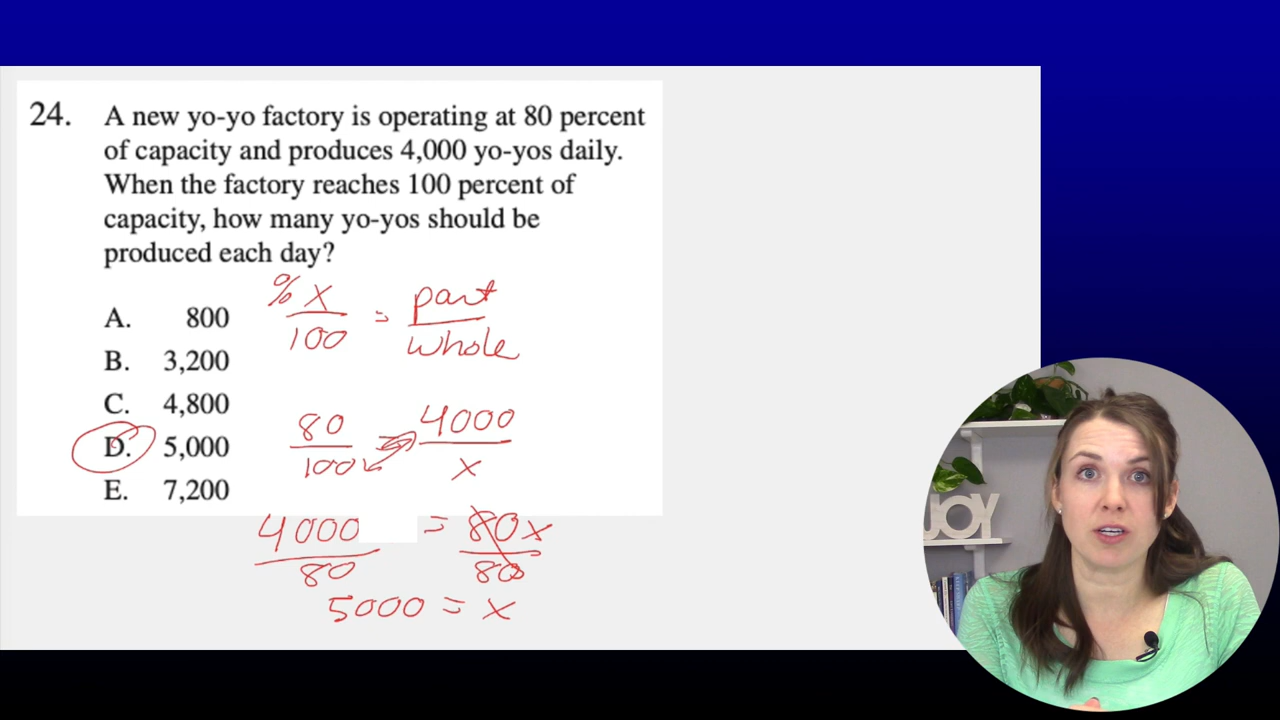 24. A new yo-yo factory is operating at 80 percent
of capacity and produces 4,000 yo-yos daily.
When the factory reaches 100 percent of
capacity, how many yo-yos should be
produced each day?
% x/100 = part/whole
A. 800
B. 3,200
C. 4,800
D. 5,000
E. 7,200
80/100 = 4000/x
4000/80 = 80x/80
5000 = x
JOY